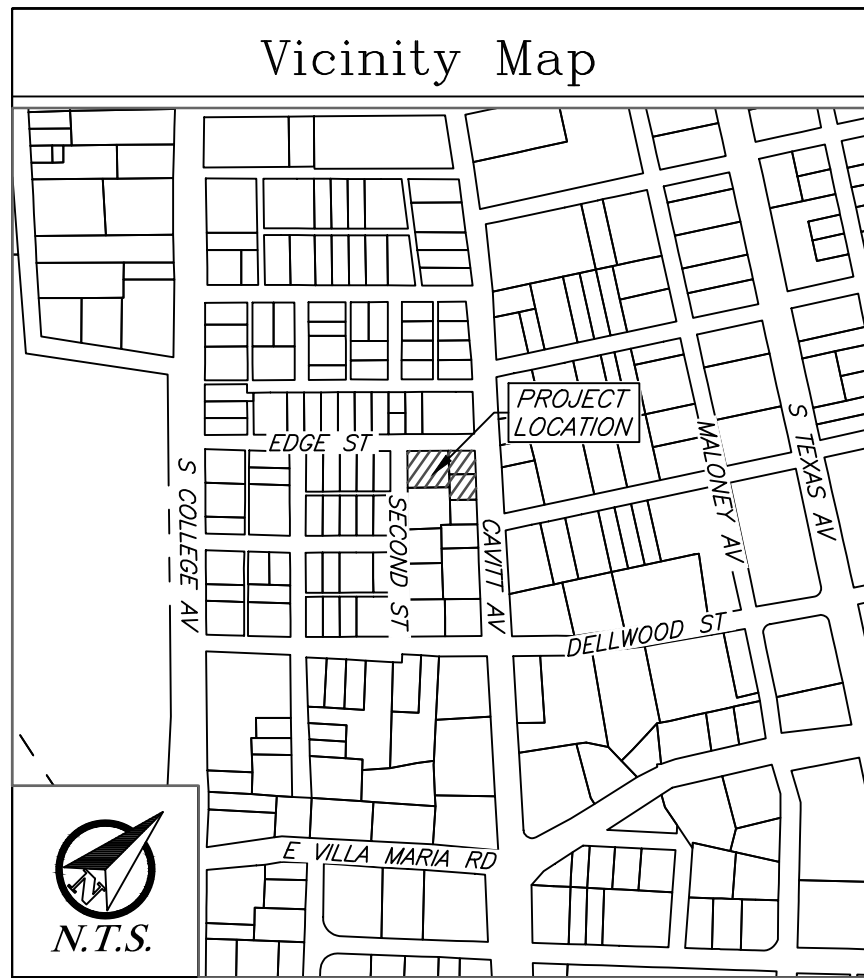 Vicinity Map
PROJECT
LOCATION
EDGE ST
S COLLEGE AV
SECOND ST
CAVITT AV
MALONEY AV
S TEXAS AV
DELLWOOD ST
E VILLA MARIA RD
N
N.T.S.